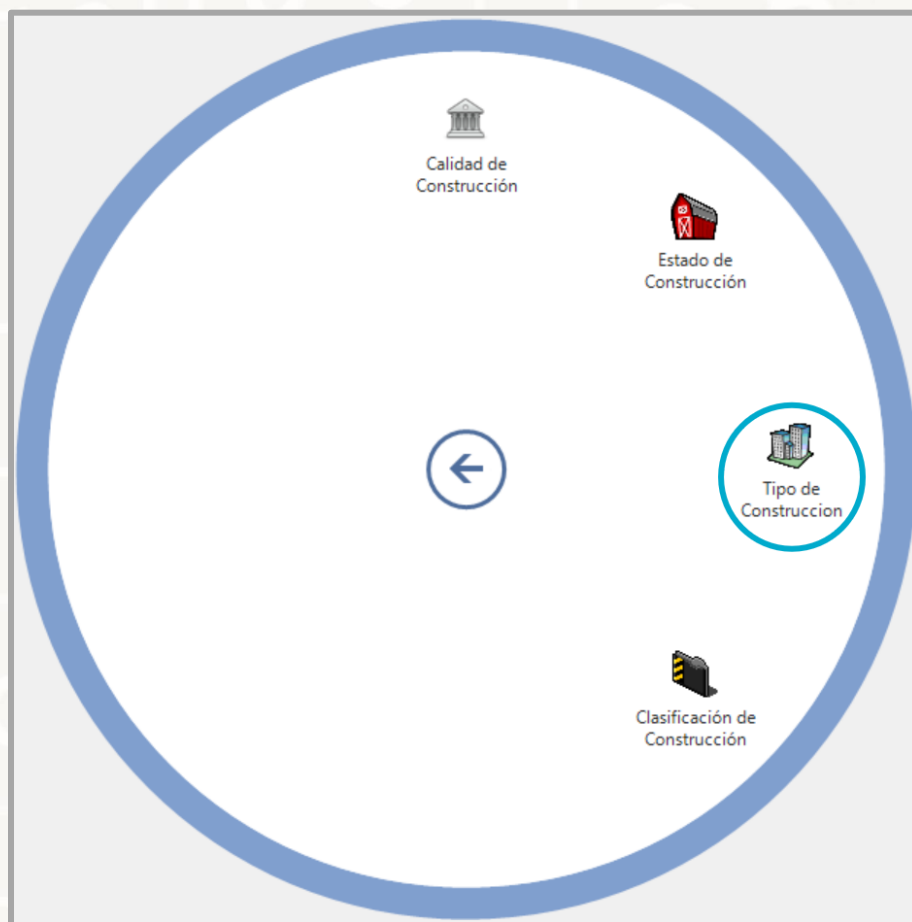 Calidad de
Construcción
Estado de
Construcción
Tipo de
Construccion
Clasificación de
Construcción